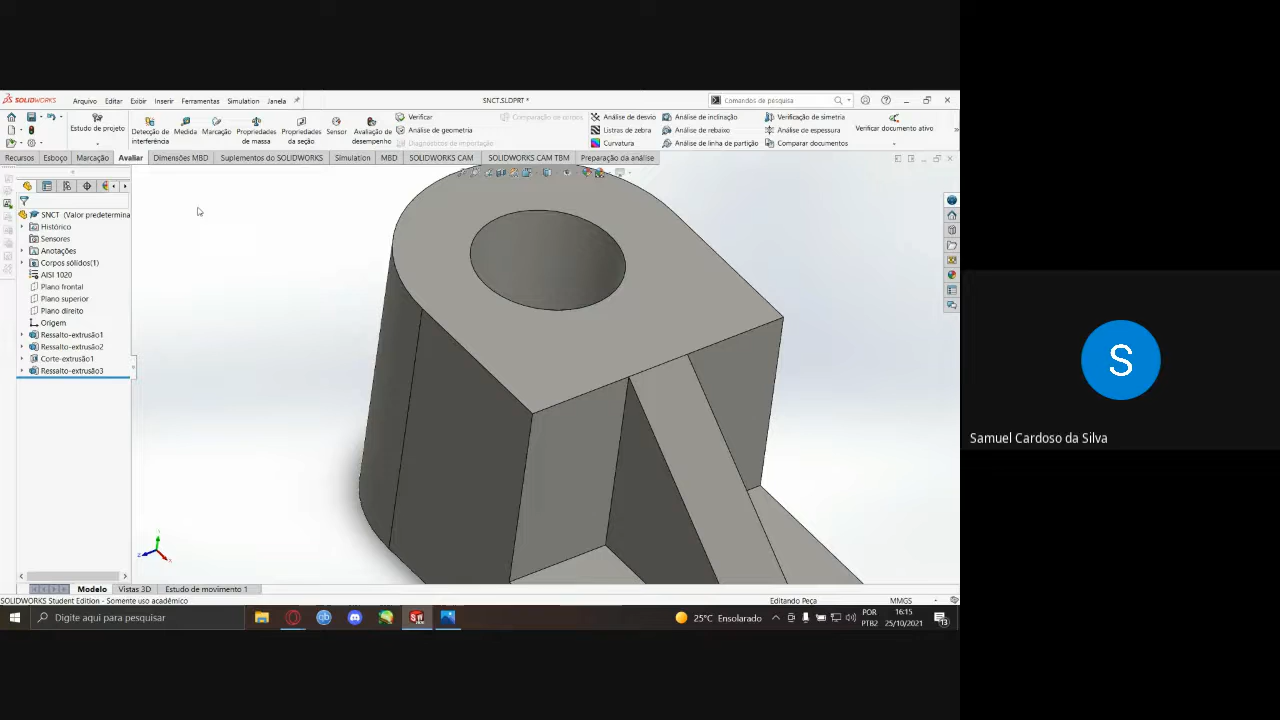 SOLIDWORKS Arquivo Editar Exibir Inserir Ferramentas Simulation Janela SNCT.SLDPRT * Comandos de pesquisa
Estudo de projeto
Detecção de interferência
Medida
Marcação
Propriedades de massa
Propriedades da seção
Sensor
Avaliação de desempenho
Verificar
Análise de geometria
Diagnósticos de importação
Comparação de sensores
Análise de desvio
Listras de zebra
Curvatura
Análise de inclinação
Análise de rebaixo
Análise de linha de partição
Verificação de simetria
Análise de espessura
Comparar documentos
Verificar documento ativo
Recursos Esboço Marcação Avaliar Dimensões MBD Suplementos do SOLIDWORKS Simulation MBD SOLIDWORKS CAM SOLIDWORKS CAM TBM Preparação da análise
SNCT (Valor predetermina
Histórico
Sensores
Anotações
Corpos sólidos(1)
AISI 1020
Plano frontal
Plano superior
Plano direito
Origem
Ressalto-extrusão1
Ressalto-extrusão2
Corte-extrusão1
Ressalto-extrusão3
Modelo Vistas 3D Estudo de movimento 1
SOLIDWORKS Student Edition - Somente uso acadêmico Editando Peça MMGS
Digite aqui para pesquisar
25°C Ensolarado
POR
PTB2
16:15
25/10/2021
13
S
Samuel Cardoso da Silva